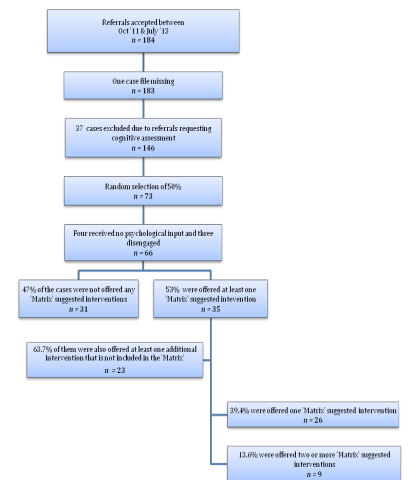 Referrals accepted between
Oct '11 & July '13
n = 184
One case file missing
n = 183
37 cases excluded due to referrals requesting
cognitive assessment
n = 146
Random selection of 50%
n = 73
Four received no psychological input and three
disengaged
n = 66
47% of the cases were not offered any
'Matrix' suggested interventions
n = 31
53% were offered at least one
'Matrix' suggested intevention
n = 35
63.7% of them were also offered at least one additional
intervention that is not included in the 'Matrix'
n = 23
39.4% were offered one 'Matrix' suggested intervention
n = 26
13.6% were offered two or more 'Matrix' suggested
interventions
n = 9